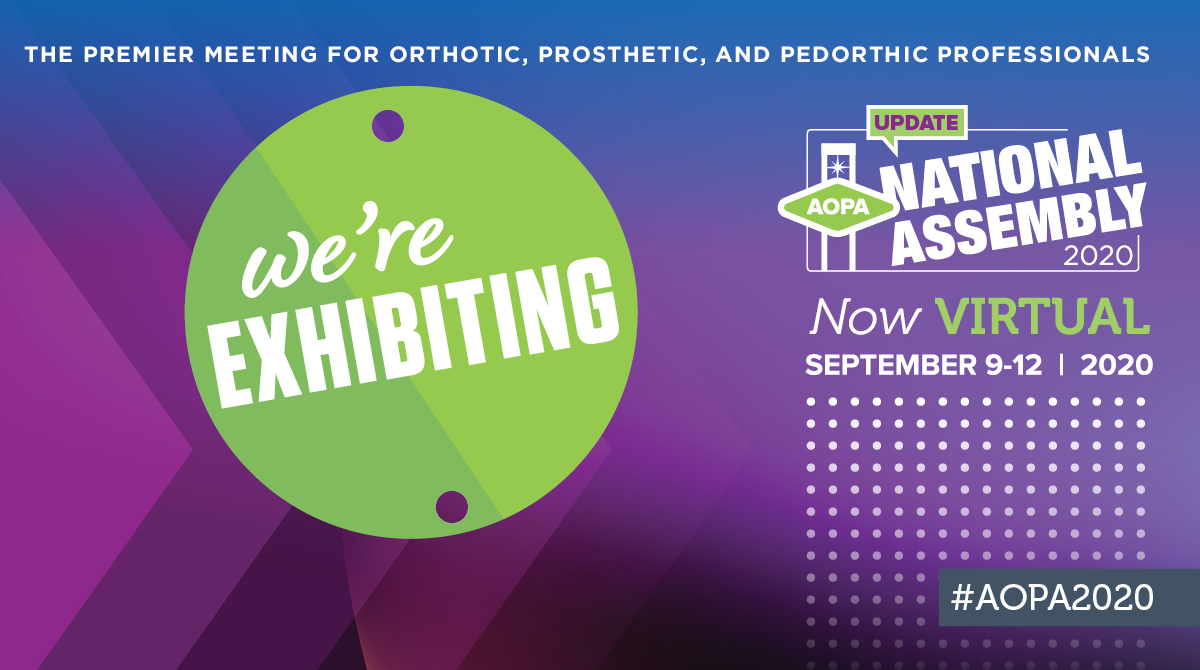 THE PREMIER MEETING FOR ORTHOTIC, PROSTHETIC, AND PEDORTHIC PROFESSIONALS
we're
EXHIBITING
UPDATE
AOPA
NATIONAL
ASSEMBLY
2020
Now VIRTUAL
SEPTEMBER 9-12 | 2020
#AOPA2020